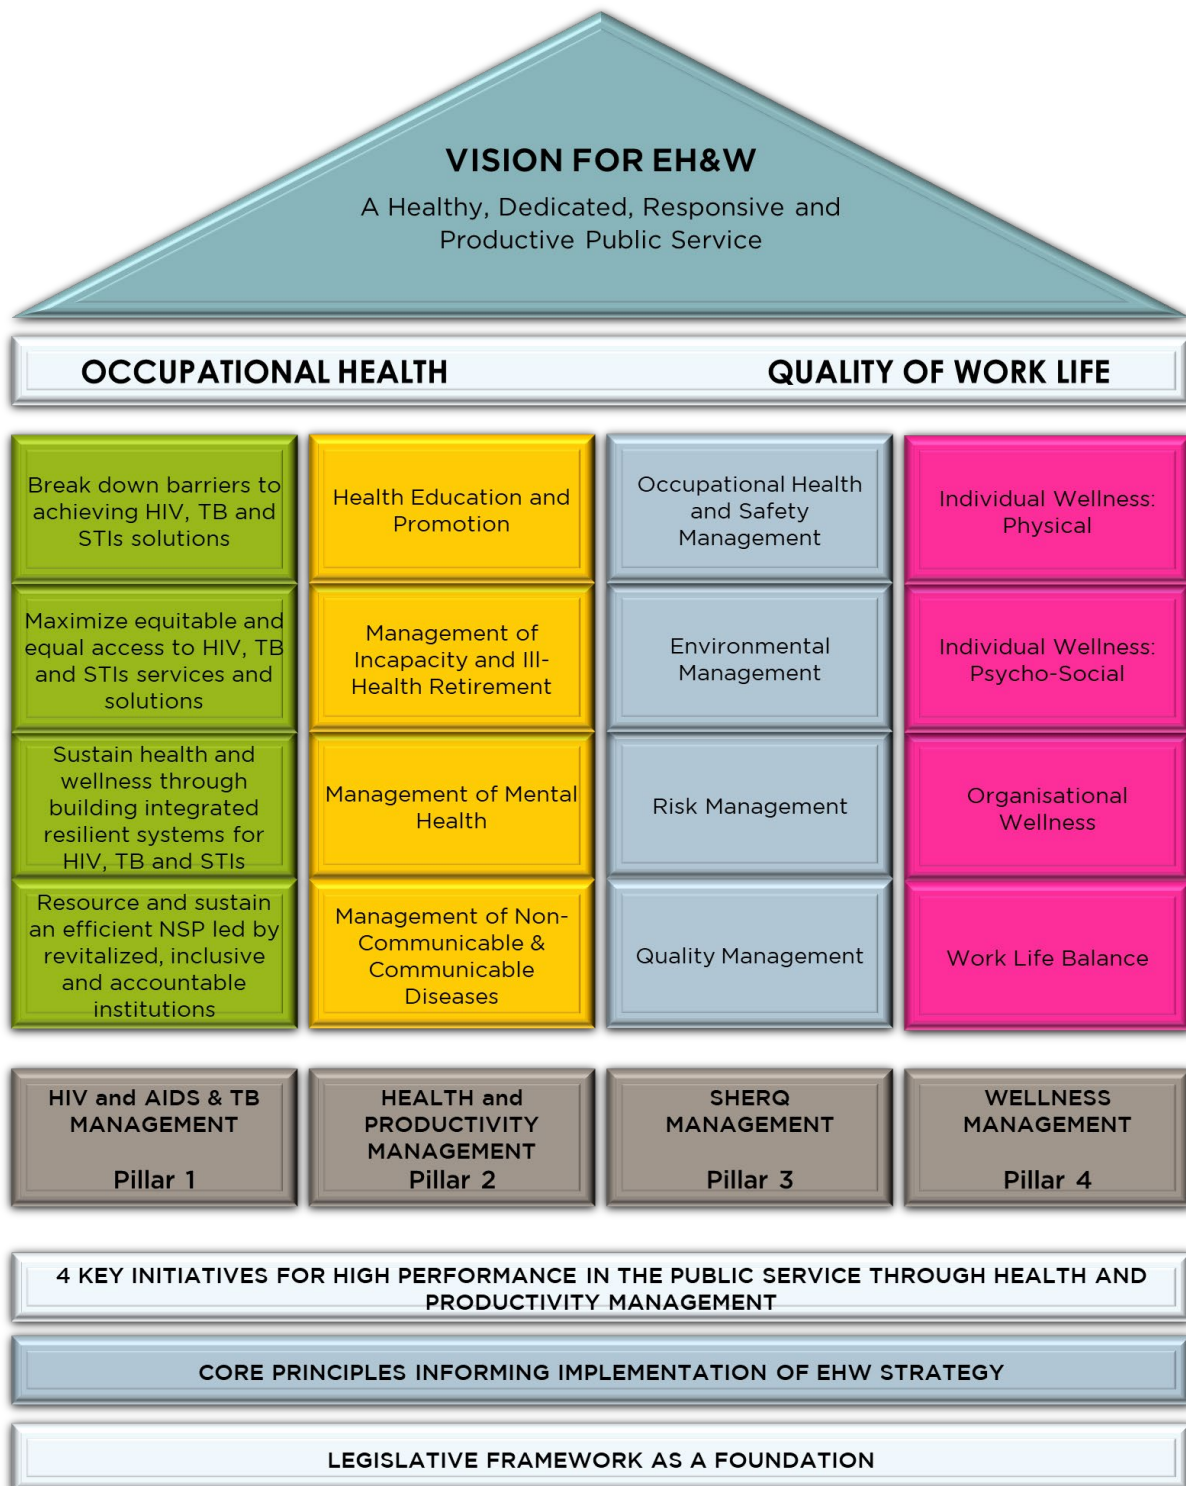 VISION FOR EH&W
A Healthy, Dedicated, Responsive and
Productive Public Service
OCCUPATIONAL HEALTH
QUALITY OF WORK LIFE
Break down barriers to
achieving HIV, TB and
STIs solutions
Health Education and
Promotion
Occupational Health
and Safety
Management
Individual Wellness:
Physical
Maximize equitable and
equal access to HIV, TB
and STIs services and
solutions
Management of
Incapacity and Ill-
Health Retirement
Environmental
Management
Individual Wellness:
Psycho-Social
Sustain health and
wellness through
building integrated
resilient systems for
HIV, TB and STIs
Management of Mental
Health
Risk Management
Organisational
Wellness
Resource and sustain
an efficient NSP led by
revitalized, inclusive
and accountable
institutions
Management of Non-
Communicable &
Communicable
Diseases
Quality Management
Work Life Balance
HIV and AIDS & TB
MANAGEMENT
Pillar 1
HEALTH and
PRODUCTIVITY
MANAGEMENT
Pillar 2
SHERQ
MANAGEMENT
Pillar 3
WELLNESS
MANAGEMENT
Pillar 4
4 KEY INITIATIVES FOR HIGH PERFORMANCE IN THE PUBLIC SERVICE THROUGH HEALTH AND
PRODUCTIVITY MANAGEMENT
CORE PRINCIPLES INFORMING IMPLEMENTATION OF EHW STRATEGY
LEGISLATIVE FRAMEWORK AS A FOUNDATION